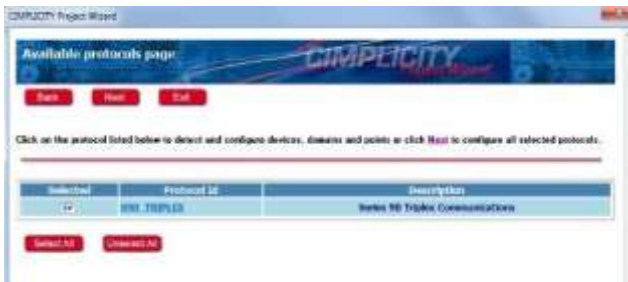 CIMPLICITY Project Wizard
Available protocols page
CIMPLICITY
Back Next Exit
Click on the protocol listed below to detect and configure devices, domains and points or click Next to configure all selected protocols.
Selected Protocol Id Description
S90_TRIPLEX Series 90 Triplex Communications
Select All Unselect All